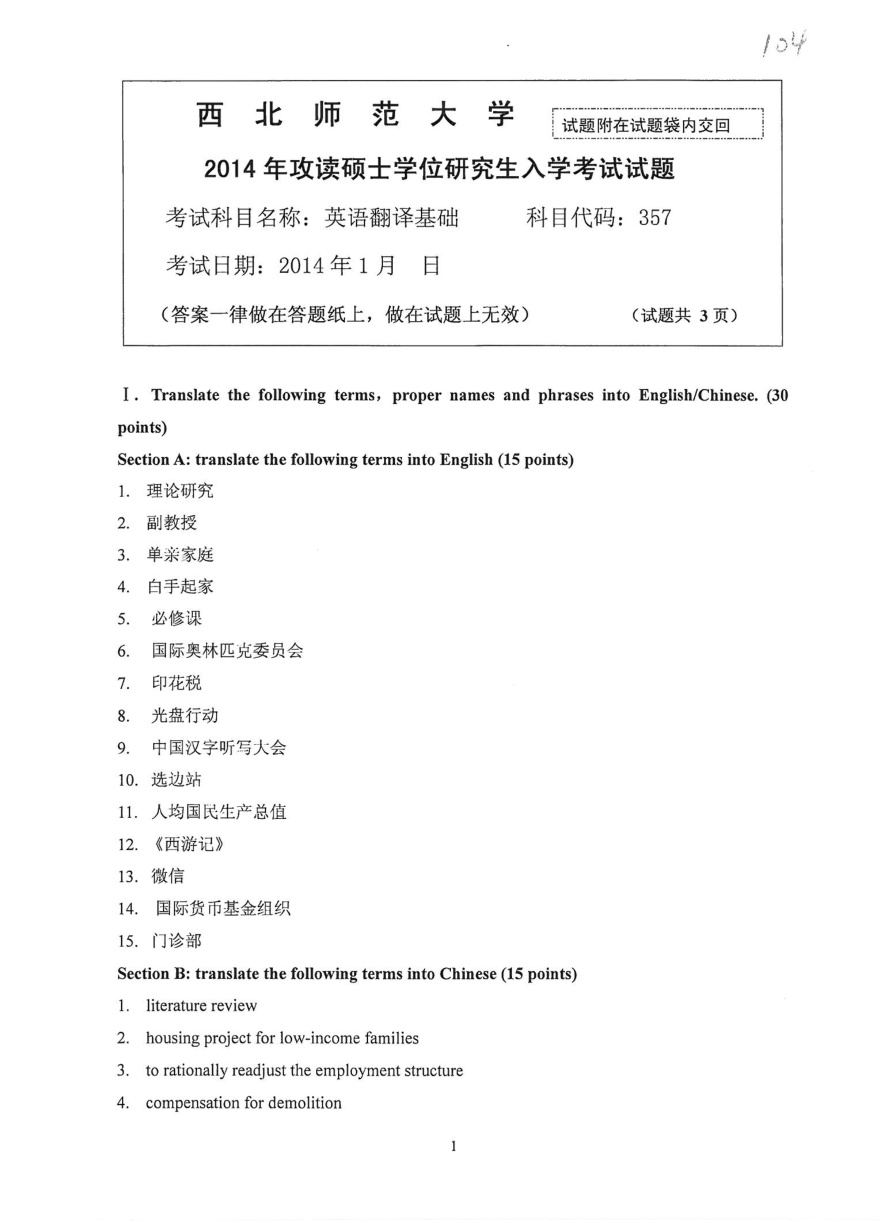 104
西 北 师 范 大 学
试题附在试题袋内交回
2014 年攻读硕士学位研究生入学考试试题
考试科目名称：英语翻译基础 科目代码：357
考试日期：2014 年 1 月 日
（答案一律做在答题纸上，做在试题上无效） （试题共 3 页）
Ⅰ. Translate the following terms, proper names and phrases into English/Chinese. (30
points)
Section A: translate the following terms into English (15 points)
1. 理论研究
2. 副教授
3. 单亲家庭
4. 白手起家
5. 必修课
6. 国际奥林匹克委员会
7. 印花税
8. 光盘行动
9. 中国汉字听写大会
10. 选边站
11. 人均国民生产总值
12. 《西游记》
13. 微信
14. 国际货币基金组织
15. 门诊部
Section B: translate the following terms into Chinese (15 points)
1. literature review
2. housing project for low-income families
3. to rationally readjust the employment structure
4. compensation for demolition
1